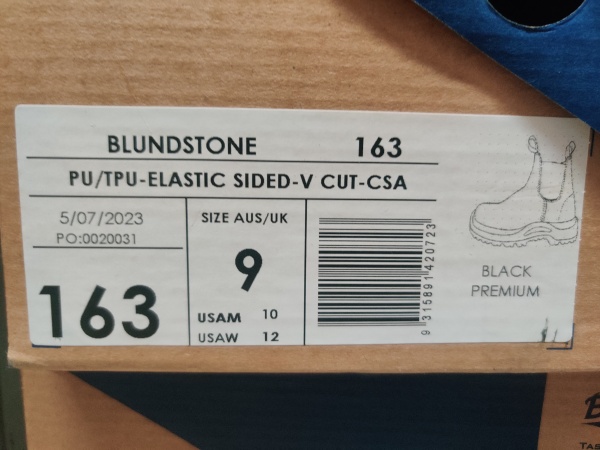 BLUNDSTONE 163
PU/TPU-ELASTIC SIDED-V CUT-CSA
5/07/2023
PO:0020031
163
SIZE AUS/UK
9
USAM 10
USAW 12
9 315891 420723
BLACK
PREMIUM